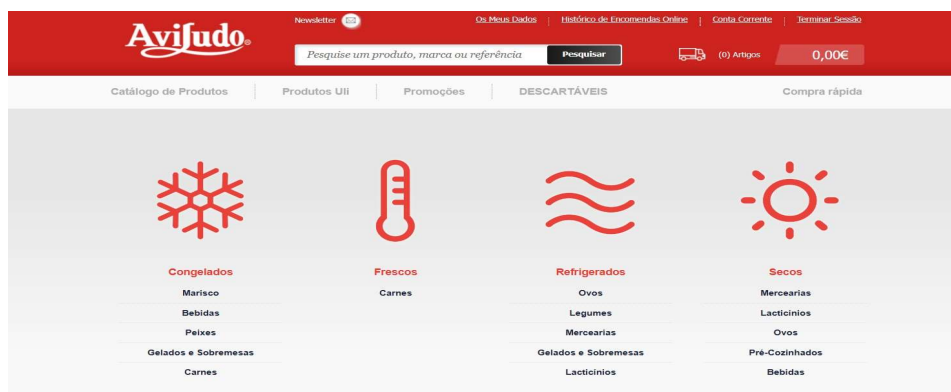 Newsletter
Os Meus Dados | Histórico de Encomendas Online | Conta Corrente | Terminar Sessão
Aviludo
Pesquise um produto, marca ou referência
Pesquisar
(0) Artigos
0,00€
Catálogo de Produtos
Produtos Uli
Promoções
DESCARTÁVEIS
Compra rápida
Congelados
Marisco
Bebidas
Peixes
Gelados e Sobremesas
Carnes
Frescos
Carnes
Refrigerados
Ovos
Legumes
Mercearias
Gelados e Sobremesas
Lacticínios
Secos
Mercearias
Lacticínios
Ovos
Pré-Cozinhados
Bebidas